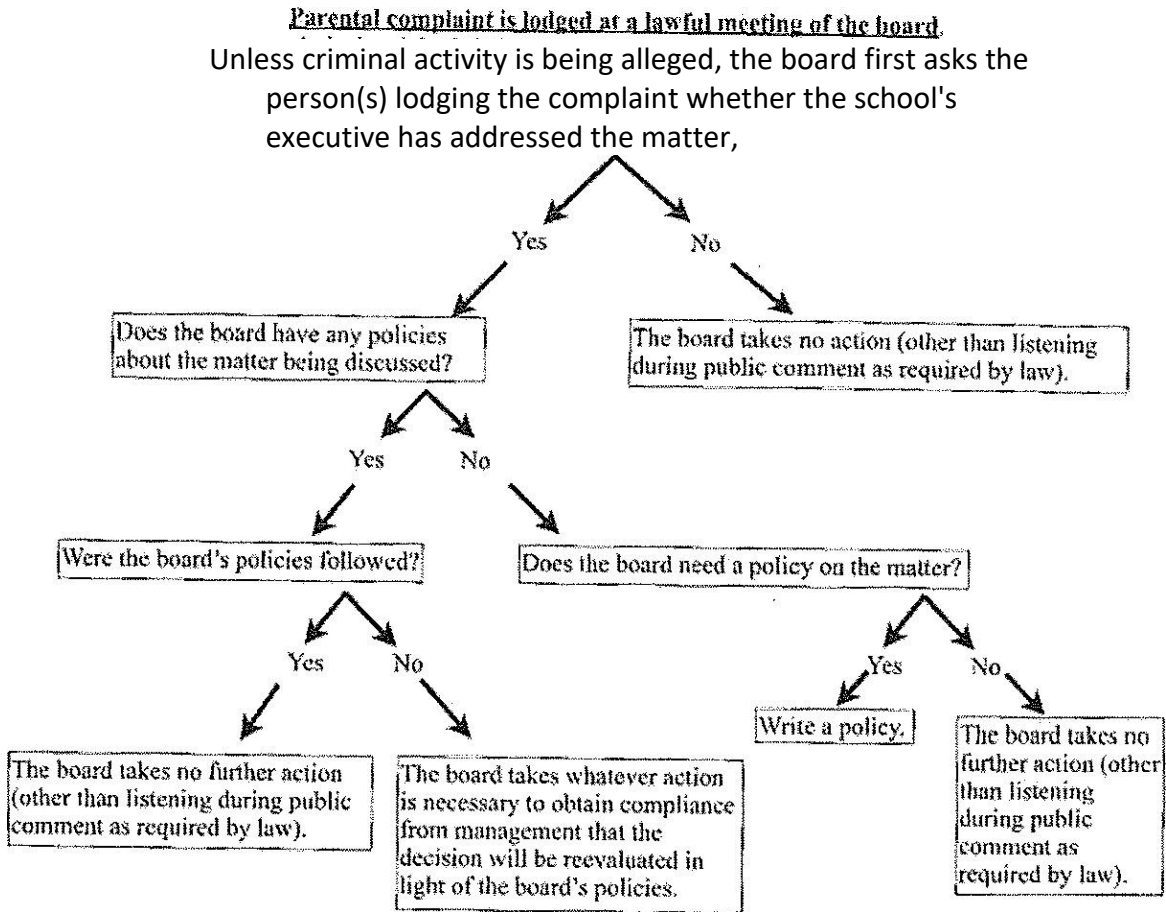 Parental complaint is lodged at a lawful meeting of the board.
Unless criminal activity is being alleged, the board first asks the
person(s) lodging the complaint whether the school's
executive has addressed the matter,
Yes
No
Does the board have any policies
about the matter being discussed?
The board takes no action (other than listening
during public comment as required by law).
Yes
No
Were the board's policies followed?
Does the board need a policy on the matter?
Yes
No
Yes
No
Write a policy.
The board takes no
further action (other
than listening
during public
comment as
required by law).
The board takes no further action
(other than listening during public
comment as required by law).
The board takes whatever action
is necessary to obtain compliance
from management that the
decision will be reevaluated in
light of the board's policies.